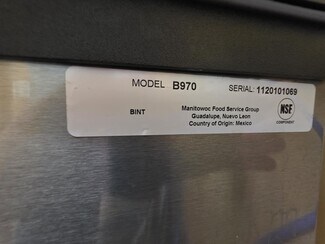 MODEL B970 SERIAL: 1120101069
BINT
Manitowoc Food Service Group
Guadalupe, Nuevo Leon
Country of Origin: Mexico
NSF
COMPONENT